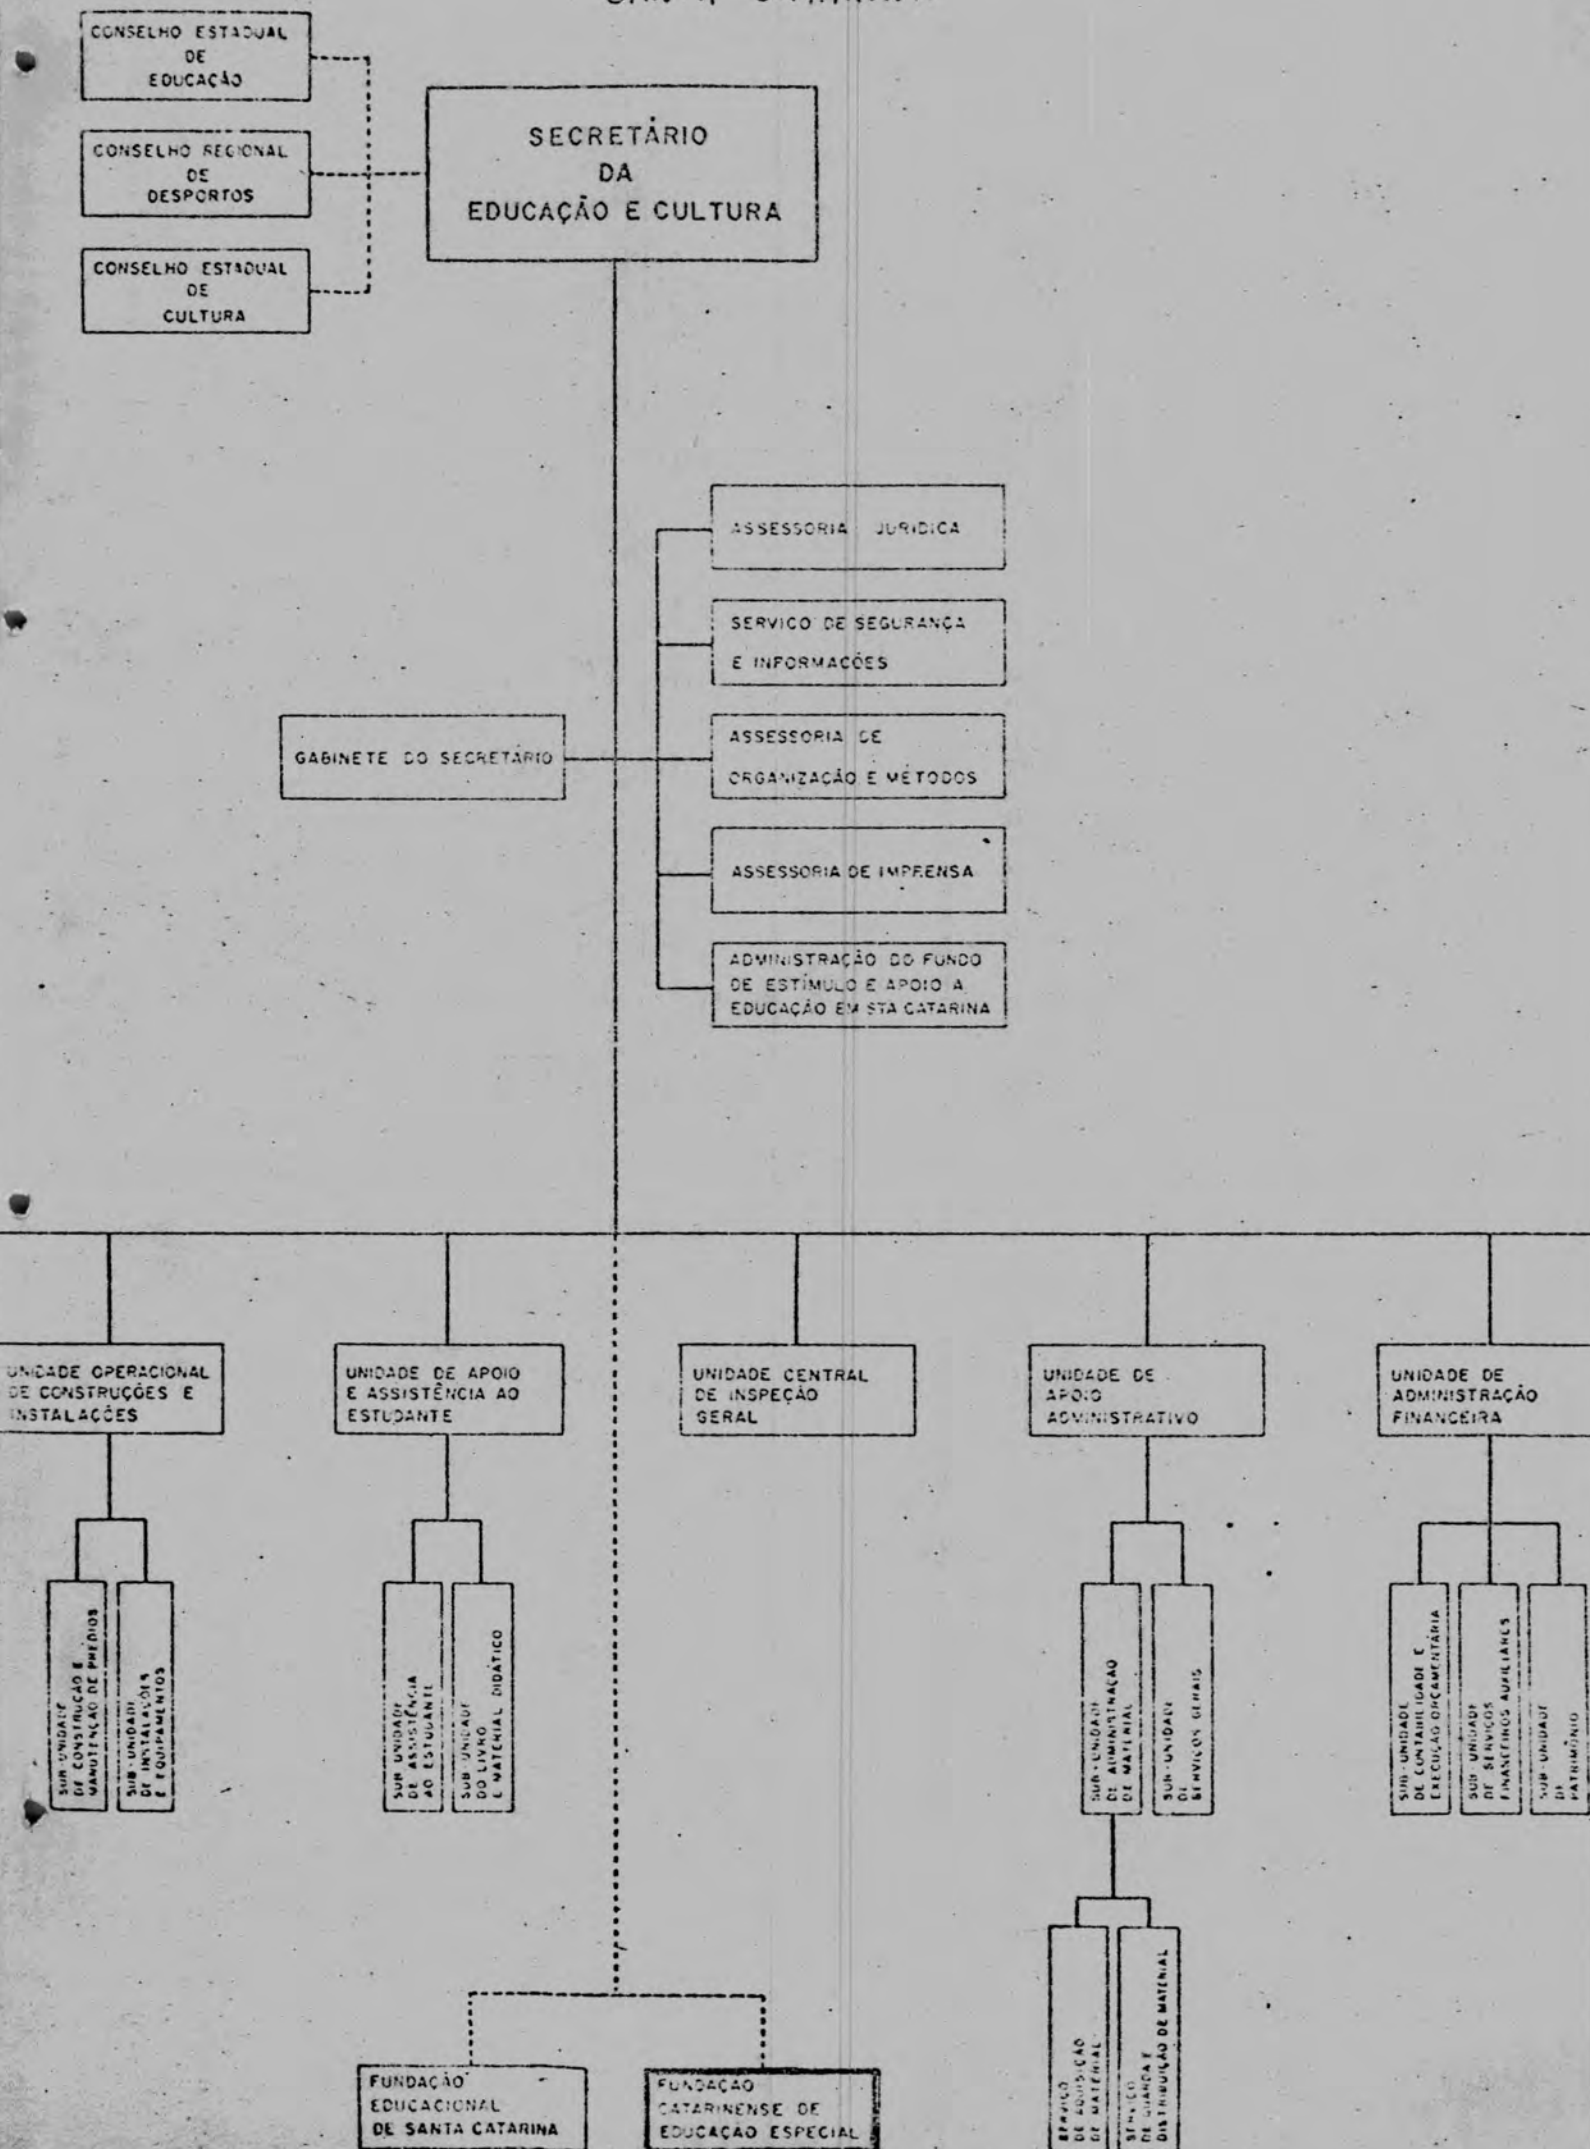 CONSELHO ESTADUAL
DE
EDUCAÇÃO
CONSELHO REGIONAL
DE
DESPORTOS
CONSELHO ESTADUAL
DE
CULTURA
SECRETÁRIO
DA
EDUCAÇÃO E CULTURA
ASSESSORIA JURIDICA
SERVICO DE SEGURANÇA
E INFORMACÕES
GABINETE DO SECRETÁRIO
ASSESSORIA DE
ORGANIZAÇÃO E MÉTODOS
ASSESSORIA DE IMPRENSA
ADMINISTRAÇÃO DO FUNDO
DE ESTÍMULO E APOIO A
EDUCAÇÃO EM STA CATARINA
UNIDADE OPERACIONAL
DE CONSTRUÇÕES E
INSTALAÇÕES
UNIDADE DE APOIO
E ASSISTÊNCIA AO
ESTUDANTE
UNIDADE CENTRAL
DE INSPEÇÃO
GERAL
UNIDADE DE
APOIO
ADMINISTRATIVO
UNIDADE DE
ADMINISTRAÇÃO
FINANCEIRA
SUB-UNIDADE
DE CONSTRUÇÃO E
MANUTENÇÃO DE PRÉDIOS
SUB-UNIDADE
DE INSTALAÇÕES
E EQUIPAMENTOS
SUB UNIDADE
DE ASSISTÊNCIA
AO ESTUDANTE
SUB-UNIDADE
DO LIVRO
E MATERIAL DIDÁTICO
SUB-UNIDADE
DE ADMINISTRAÇÃO
DE MATERIAL
SUB-UNIDADE
DE
SERVIÇOS GERAIS
SUB-UNIDADE
DE CONTABILIDADE E
EXECUÇÃO ORÇAMENTÁRIA
SUB-UNIDADE
DE SERVIÇOS
FINANCEIROS AUXILIARES
SUB-UNIDADE
DE
PATRIMÔNIO
SERVIÇO
DE AQUISIÇÃO
DE MATERIAL
SERVIÇO
DE GUARDA E
DISTRIBUIÇÃO DE MATERIAL
FUNDAÇÃO
EDUCACIONAL
DE SANTA CATARINA
FUNDAÇÃO
CATARINENSE DE
EDUCAÇÃO ESPECIAL